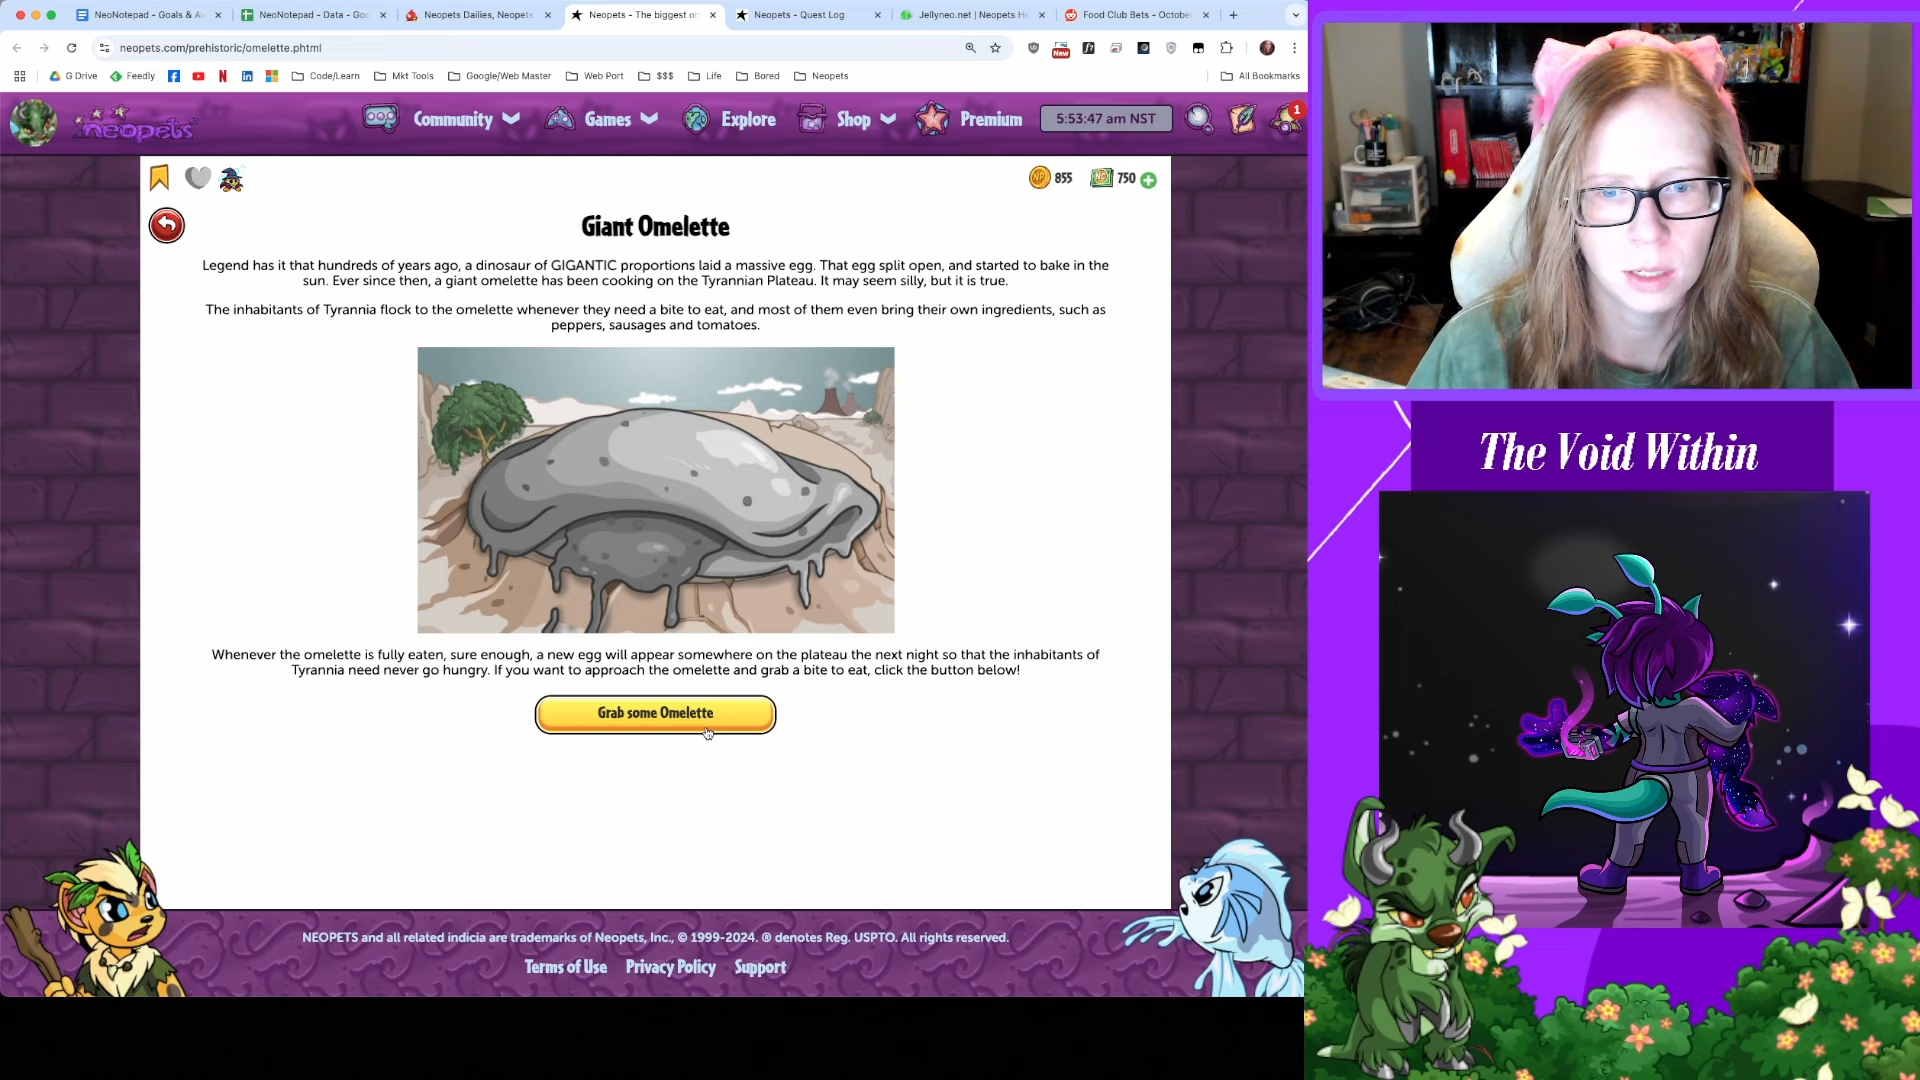 NeoNotepad - Goals & A
NeoNotepad - Data - Goo
Neopets Dailies, Neopets
Neopets - The biggest on
Neopets - Quest Log
Jellyneo.net | Neopets He
Food Club Bets - October
neopets.com/prehistoric/omelette.phtml
New
G Drive
Feedly
Code/Learn
Mkt Tools
Google/Web Master
Web Port
$$$
Life
Bored
Neopets
All Bookmarks
neopets
Community
Games
Explore
Shop
Premium
5:53:47 am NST
1
NP 855
NC 750
Giant Omelette
Legend has it that hundreds of years ago, a dinosaur of GIGANTIC proportions laid a massive egg. That egg split open, and started to bake in the
sun. Ever since then, a giant omelette has been cooking on the Tyrannian Plateau. It may seem silly, but it is true.
The inhabitants of Tyrannia flock to the omelette whenever they need a bite to eat, and most of them even bring their own ingredients, such as
peppers, sausages and tomatoes.
Whenever the omelette is fully eaten, sure enough, a new egg will appear somewhere on the plateau the next night so that the inhabitants of
Tyrannia need never go hungry. If you want to approach the omelette and grab a bite to eat, click the button below!
Grab some Omelette
NEOPETS and all related indicia are trademarks of Neopets, Inc., © 1999-2024. ® denotes Reg. USPTO. All rights reserved.
Terms of Use
Privacy Policy
Support
The Void Within